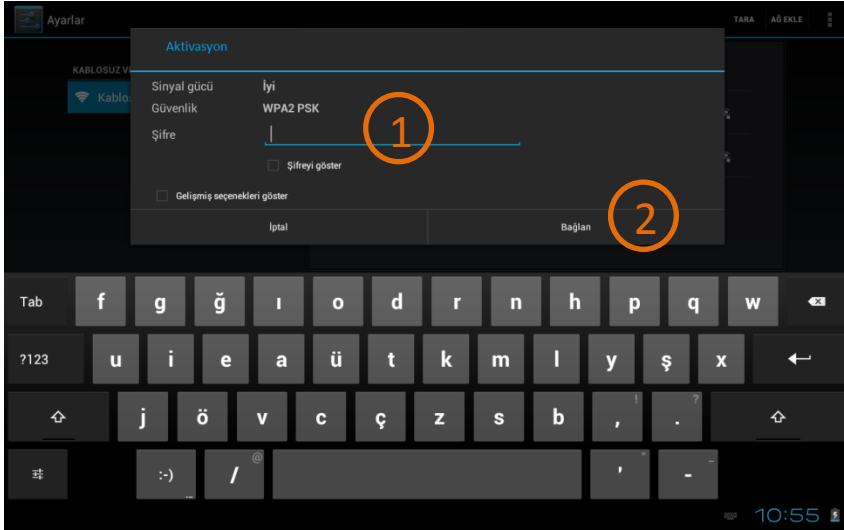 Ayarlar TARA AĞ EKLE
Aktivasyon
KABLOSUZ V
Kablo
Sinyal gücü İyi
Güvenlik WPA2 PSK
Şifre
1
Şifreyi göster
Gelişmiş seçenekleri göster
İptal Bağlan
2
Tab f g ğ ı o d r n h p q w
?123 u i e a ü t k m l y ş x
j ö v c ç z s b , ! . ?
:-) / @ ' " - _
10:55